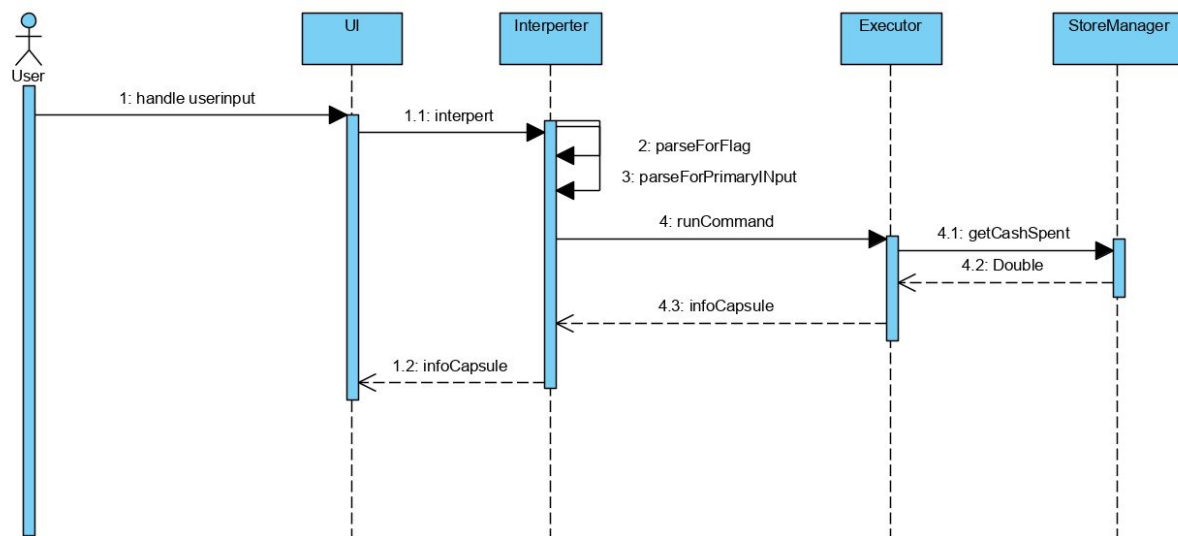 UI
Interperter
Executor
StoreManager
User
1: handle userinput
1.1: interpert
2: parseForFlag
3: parseForPrimaryINput
4: runCommand
4.1: getCashSpent
4.2: Double
4.3: infoCapsule
1.2: infoCapsule